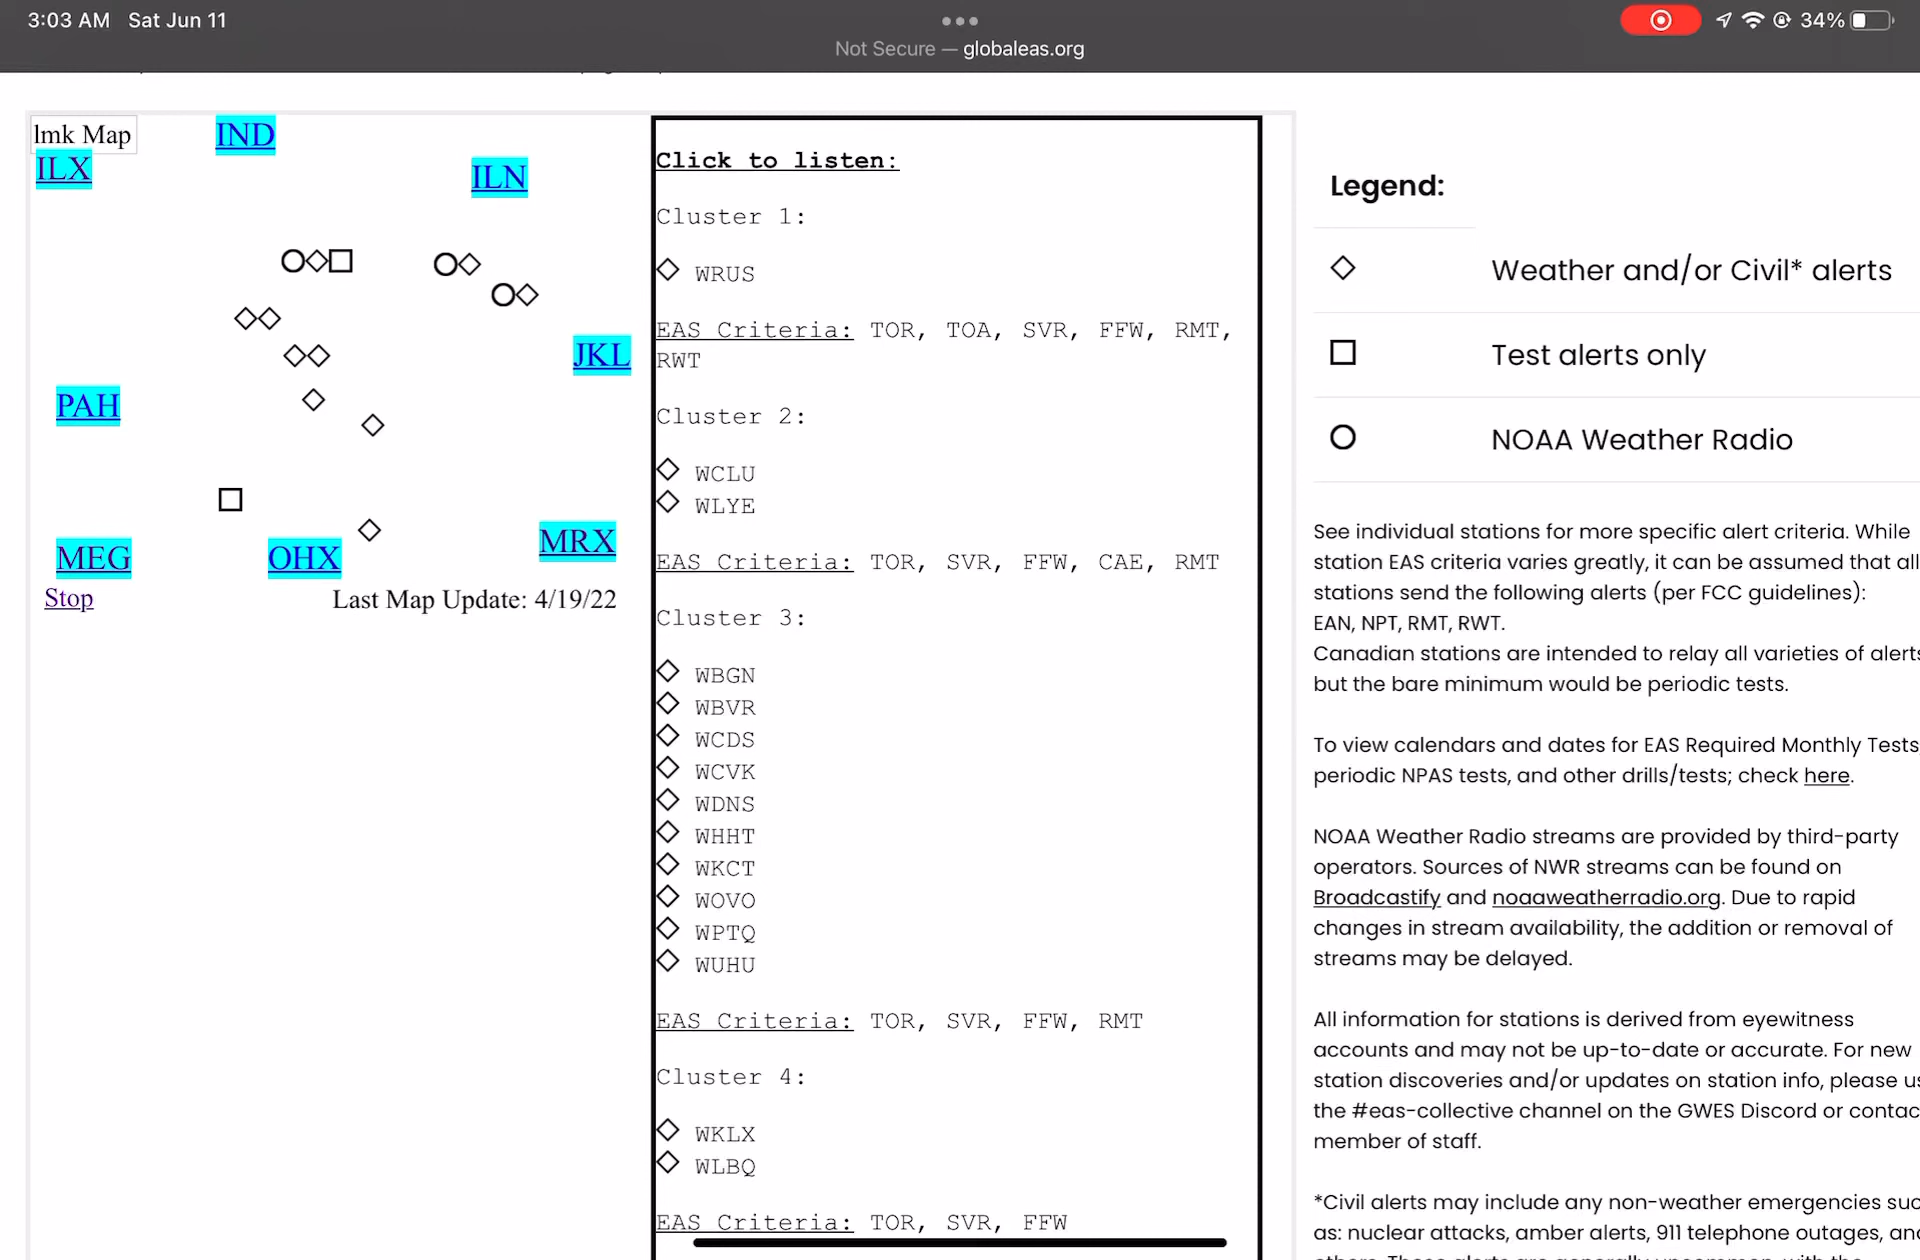 3:03 AM Sat Jun 11
34%
Not Secure — globaleas.org
lmk Map
IND
ILX
ILN
JKL
PAH
MEG
OHX
MRX
Stop
Last Map Update: 4/19/22
Click to listen:
Cluster 1:
WRUS
EAS Criteria: TOR, TOA, SVR, FFW, RMT,
RWT
Cluster 2:
WCLU
WLYE
EAS Criteria: TOR, SVR, FFW, CAE, RMT
Cluster 3:
WBGN
WBVR
WCDS
WCVK
WDNS
WHHT
WKCT
WOVO
WPTQ
WUHU
EAS Criteria: TOR, SVR, FFW, RMT
Cluster 4:
WKLX
WLBQ
EAS Criteria: TOR, SVR, FFW
Legend:
Weather and/or Civil* alerts
Test alerts only
NOAA Weather Radio
See individual stations for more specific alert criteria. While
station EAS criteria varies greatly, it can be assumed that all
stations send the following alerts (per FCC guidelines):
EAN, NPT, RMT, RWT.
Canadian stations are intended to relay all varieties of alerts
but the bare minimum would be periodic tests.
To view calendars and dates for EAS Required Monthly Tests
periodic NPAS tests, and other drills/tests; check here.
NOAA Weather Radio streams are provided by third-party
operators. Sources of NWR streams can be found on
Broadcastify and noaaweatherradio.org. Due to rapid
changes in stream availability, the addition or removal of
streams may be delayed.
All information for stations is derived from eyewitness
accounts and may not be up-to-date or accurate. For new
station discoveries and/or updates on station info, please us
the #eas-collective channel on the GWES Discord or contac
member of staff.
*Civil alerts may include any non-weather emergencies suc
as: nuclear attacks, amber alerts, 911 telephone outages, an